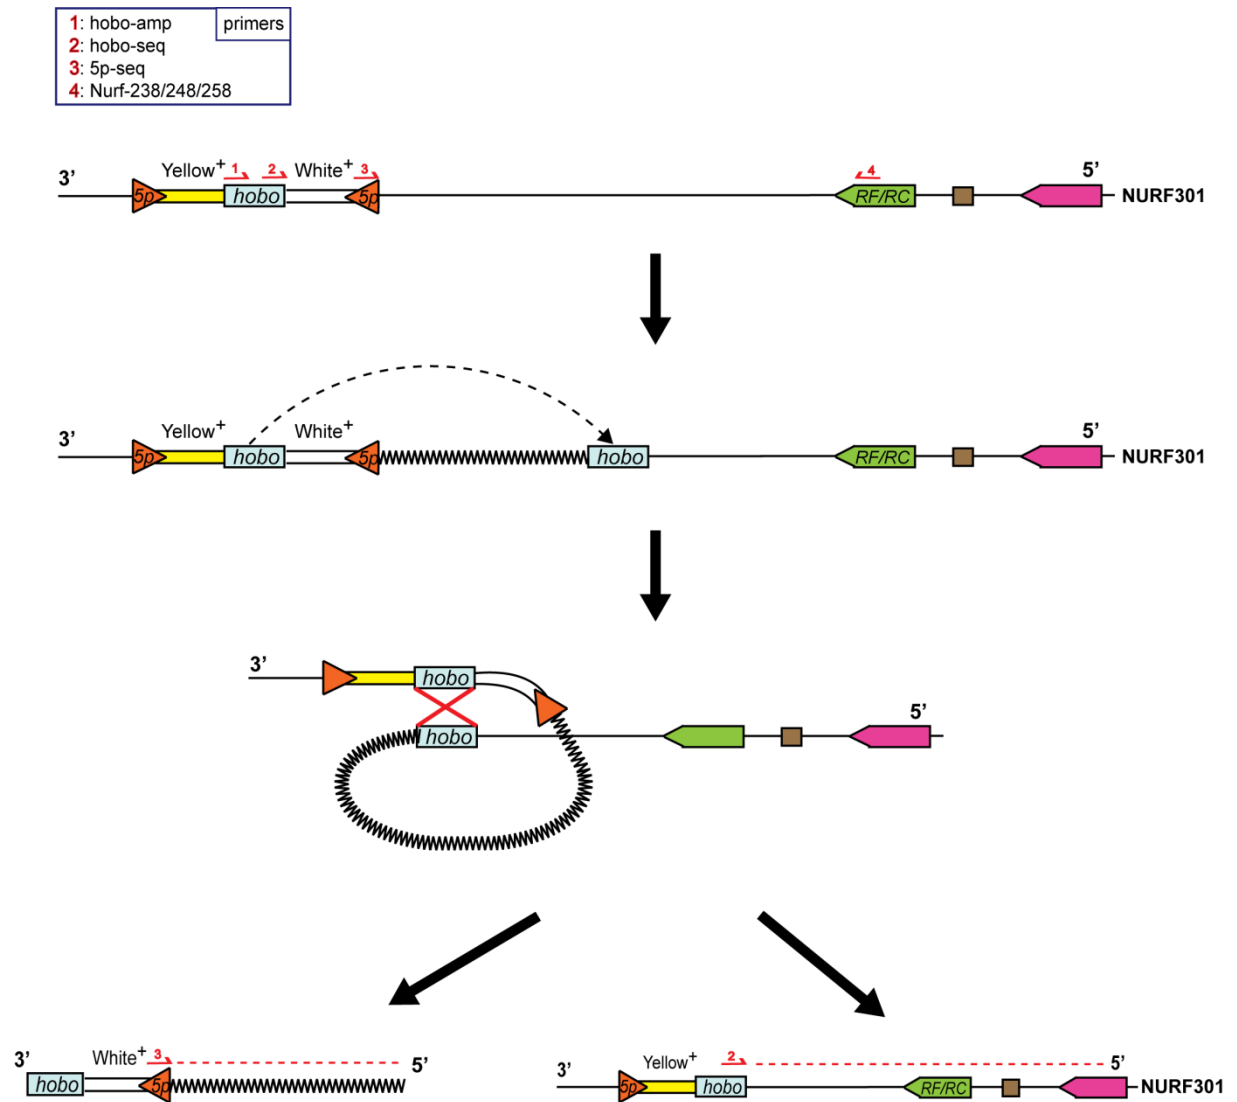 1: hobo-amp
primers
2: hobo-seq
3: 5p-seq
4: Nurf-238/248/258
3' Yellow+ 1 2 White+ 3 4 5'
5p hobo 5p RF/RC NURF301
3' Yellow+ White+ 5'
5p hobo 5p hobo RF/RC NURF301
3' hobo
hobo 5'
3' White+ 3 5'
hobo 5p
3' Yellow+ 2 5'
5p hobo RF/RC NURF301